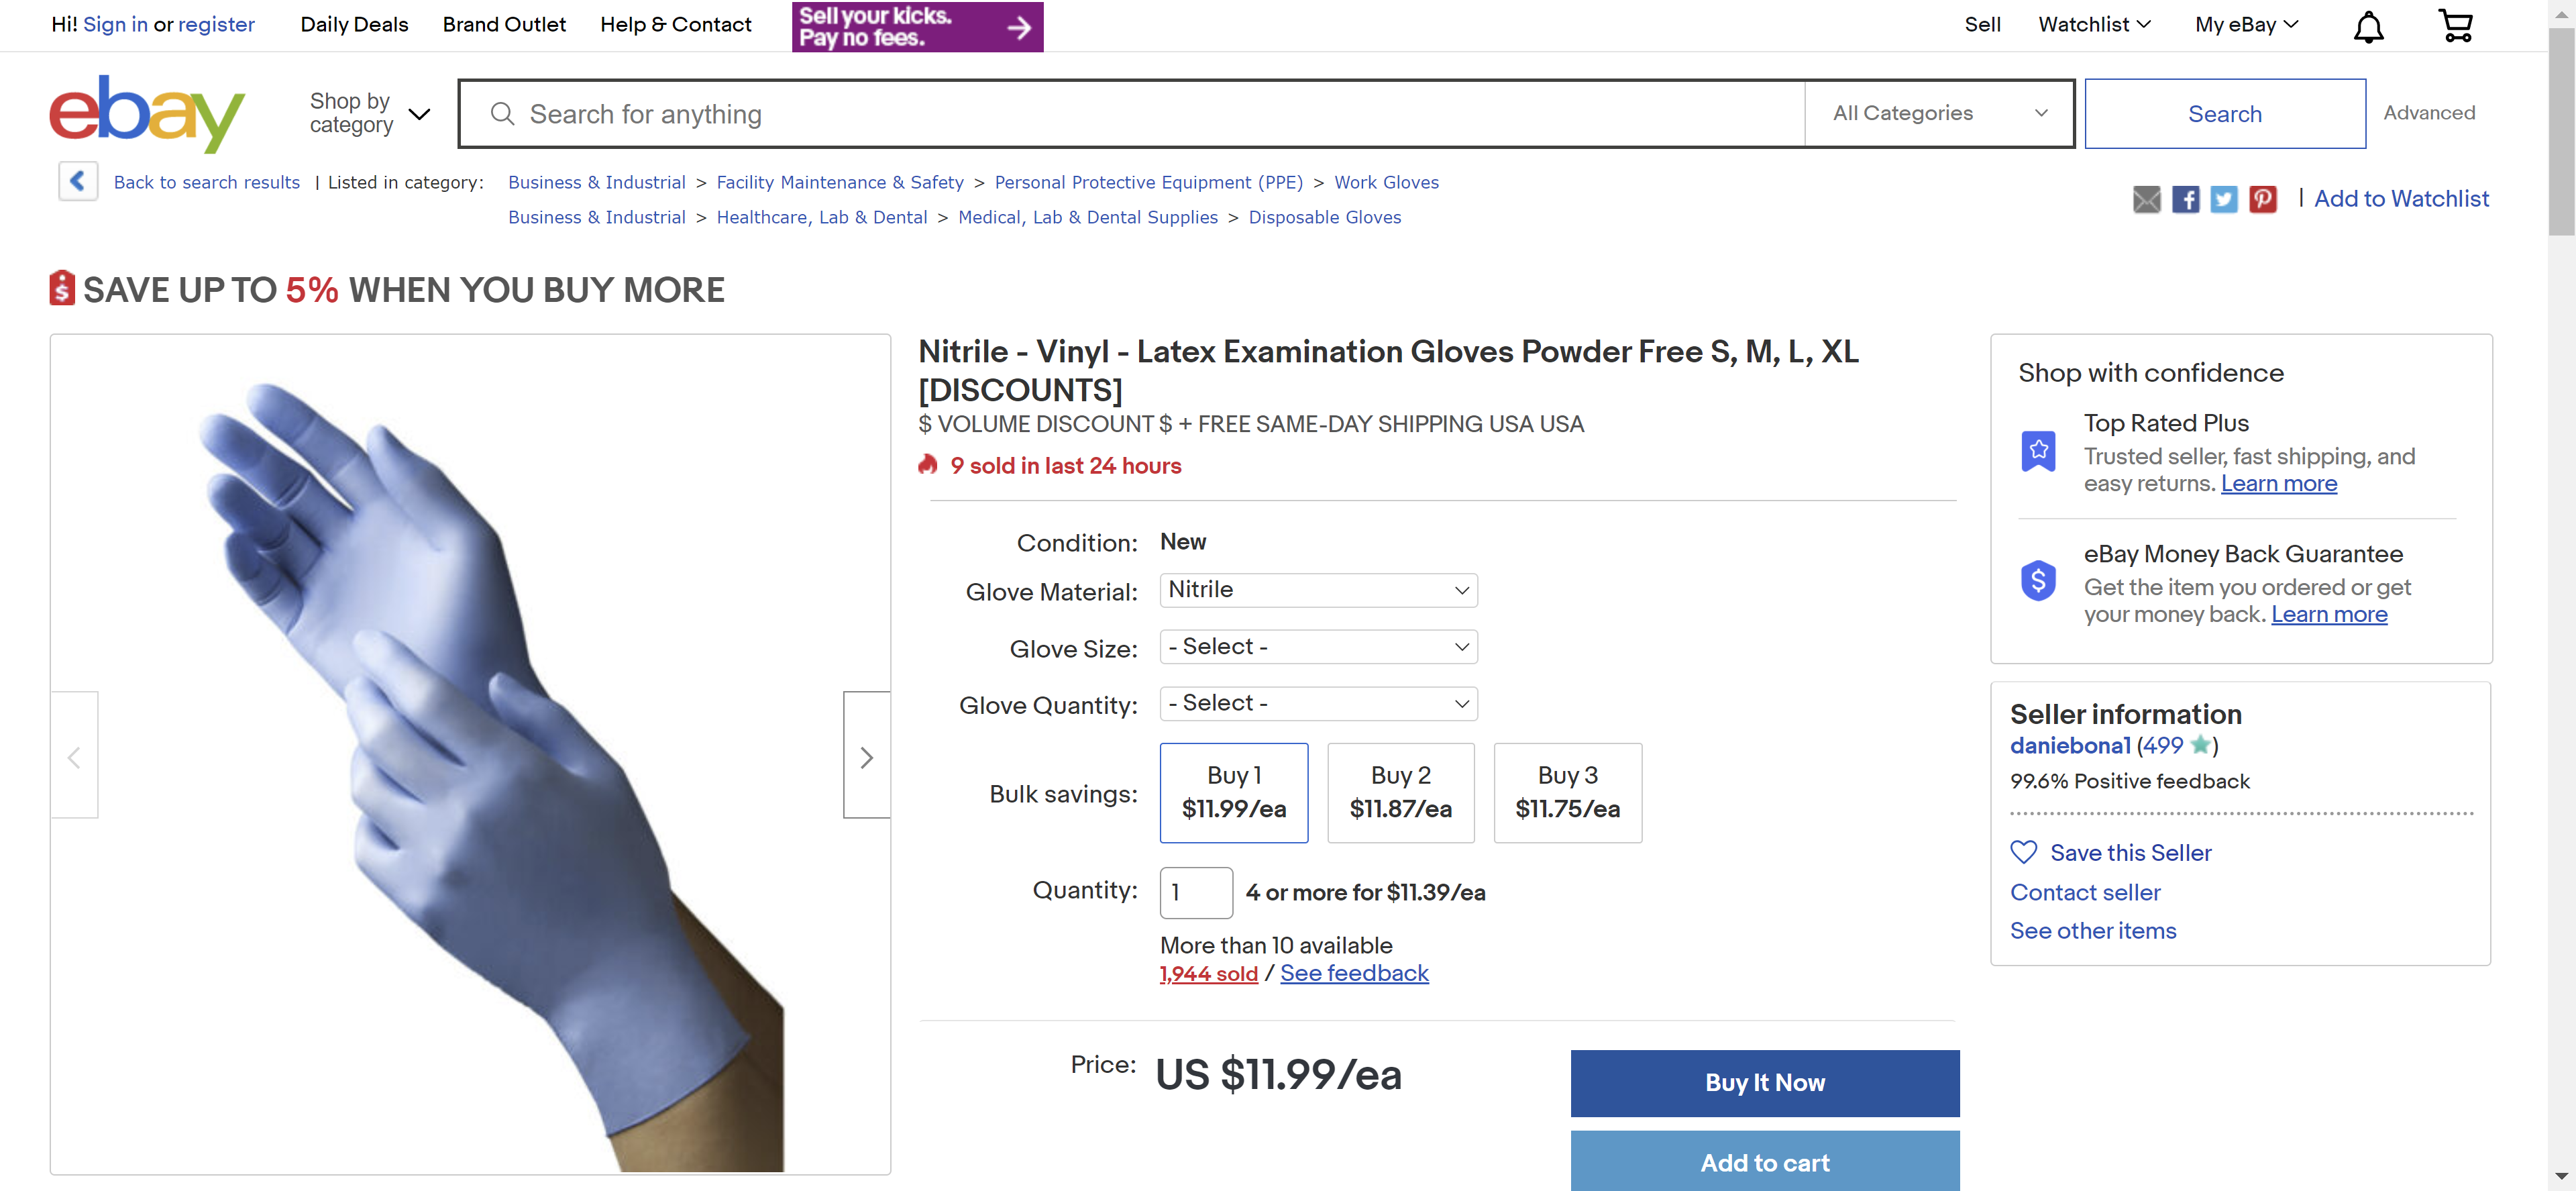 Hi! Sign in or register Daily Deals Brand Outlet Help & Contact
Sell your kicks.
Pay no fees.
Sell Watchlist My eBay
ebay
Shop by
category
Search for anything
All Categories
Search
Advanced
Back to search results | Listed in category: Business & Industrial > Facility Maintenance & Safety > Personal Protective Equipment (PPE) > Work Gloves
Business & Industrial > Healthcare, Lab & Dental > Medical, Lab & Dental Supplies > Disposable Gloves
| Add to Watchlist
SAVE UP TO 5% WHEN YOU BUY MORE
Nitrile - Vinyl - Latex Examination Gloves Powder Free S, M, L, XL
[DISCOUNTS]
$ VOLUME DISCOUNT $ + FREE SAME-DAY SHIPPING USA USA
9 sold in last 24 hours
Condition: New
Glove Material: Nitrile
Glove Size: - Select -
Glove Quantity: - Select -
Bulk savings:
Buy 1
$11.99/ea
Buy 2
$11.87/ea
Buy 3
$11.75/ea
Quantity: 1 4 or more for $11.39/ea
More than 10 available
1,944 sold / See feedback
Price: US $11.99/ea
Buy It Now
Add to cart
Shop with confidence
Top Rated Plus
Trusted seller, fast shipping, and
easy returns. Learn more
eBay Money Back Guarantee
Get the item you ordered or get
your money back. Learn more
Seller information
daniebona1 (499)
99.6% Positive feedback
Save this Seller
Contact seller
See other items